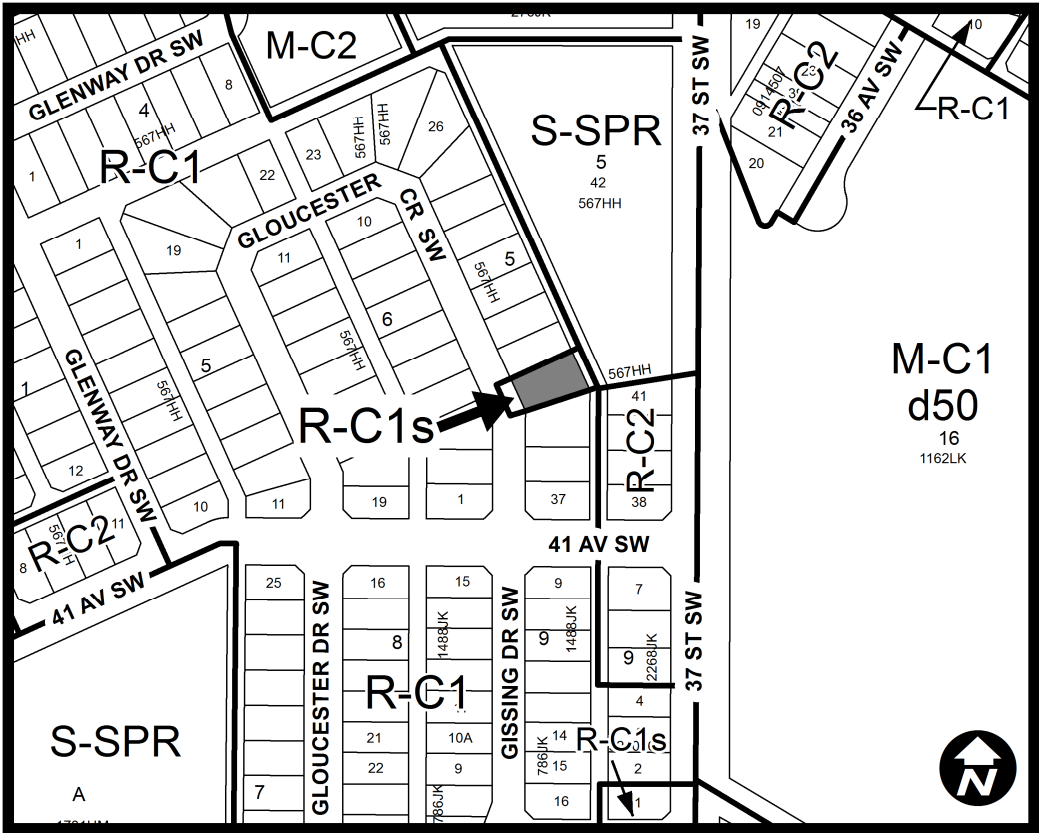 GLENWAY DR SW
M-C2
19
23
0914507
R-C2
36 AV SW
10
R-C1
37 ST SW
21
20
4
8
567HH
1
R-C1
22
23
567HH
567HH
26
S-SPR
5
42
567HH
GLOUCESTER
CR SW
10
11
19
1
5
567HH
6
567HH
5
567HH
1
GLENWAY DR SW
12
10
11
19
1
37
R-C1s
567HH
41
R-C2
38
M-C1
d50
16
1162LK
R-C2
8
11
41 AV SW
41 AV SW
25
16
15
9
7
GLOUCESTER DR SW
8
1488JK
GISSING DR SW
9
1488JK
9
2268JK
37 ST SW
R-C1
4
21
10A
14
R-C1s
22
9
786JK
15
2
7
786JK
16
1
S-SPR
A
N